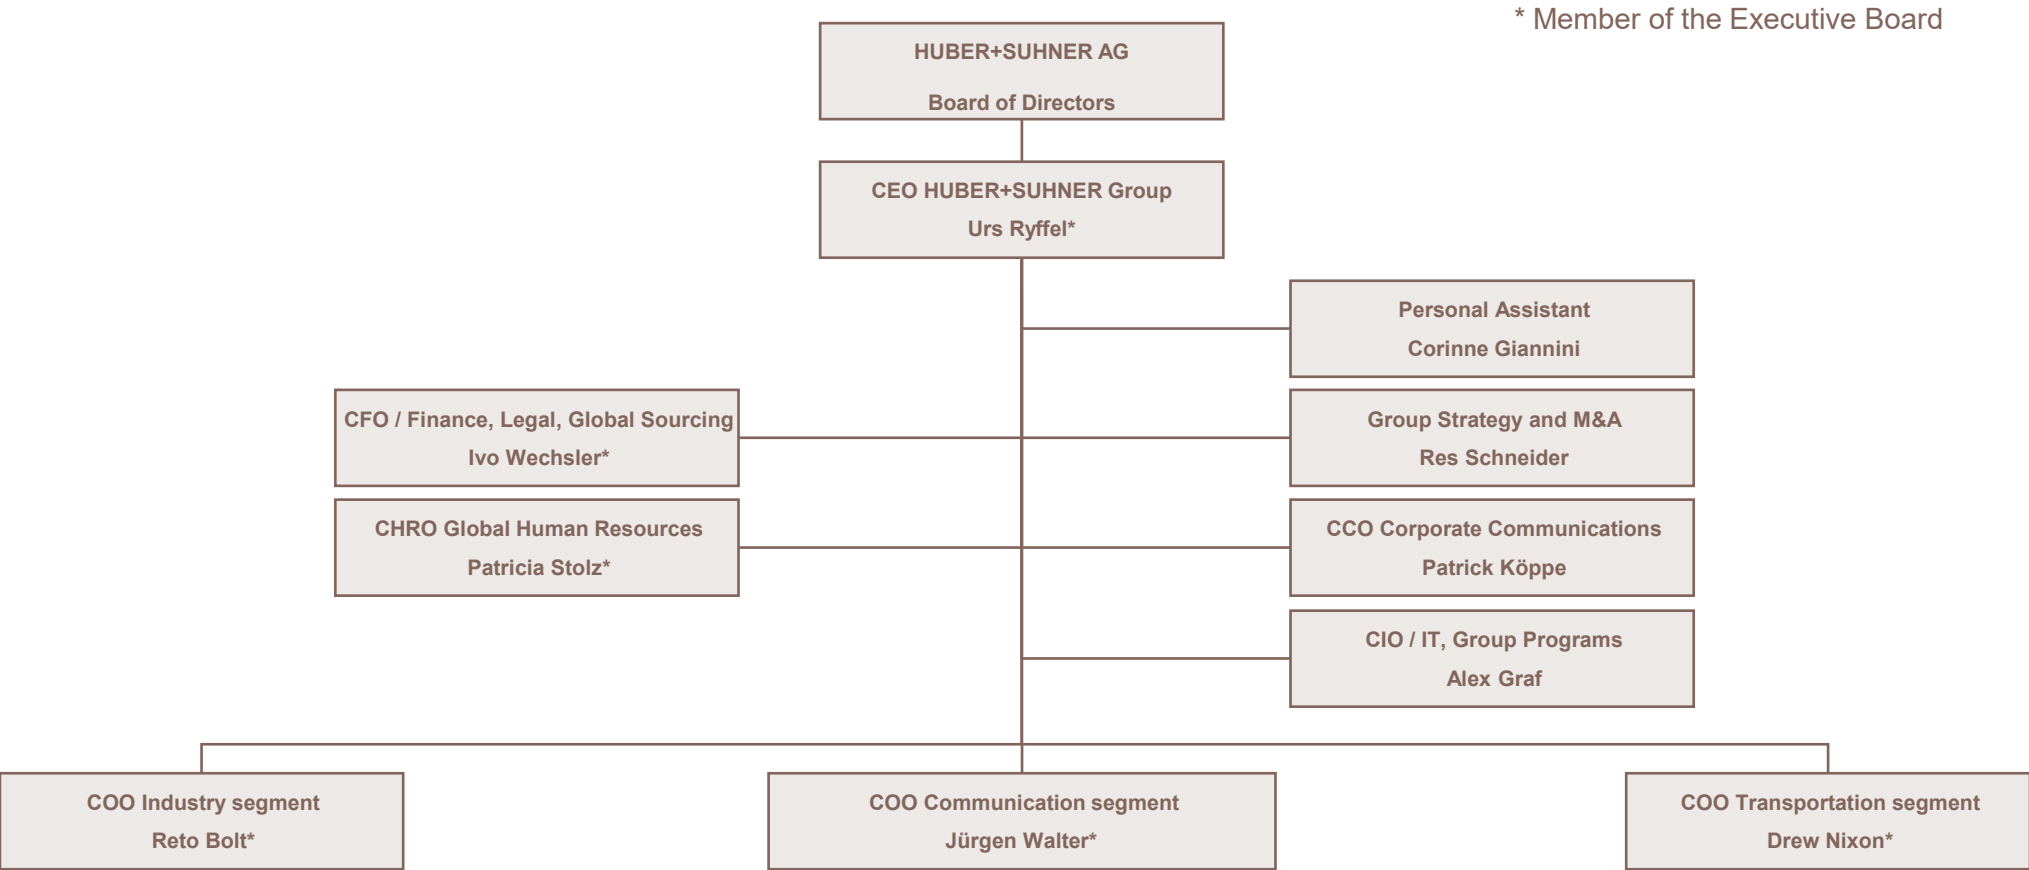 * Member of the Executive Board
HUBER+SUHNER AG
Board of Directors
CEO HUBER+SUHNER Group
Urs Ryffel*
Personal Assistant
Corinne Giannini
CFO / Finance, Legal, Global Sourcing
Ivo Wechsler*
Group Strategy and M&A
Res Schneider
CHRO Global Human Resources
Patricia Stolz*
CCO Corporate Communications
Patrick Köppe
CIO / IT, Group Programs
Alex Graf
COO Industry segment
Reto Bolt*
COO Communication segment
Jürgen Walter*
COO Transportation segment
Drew Nixon*